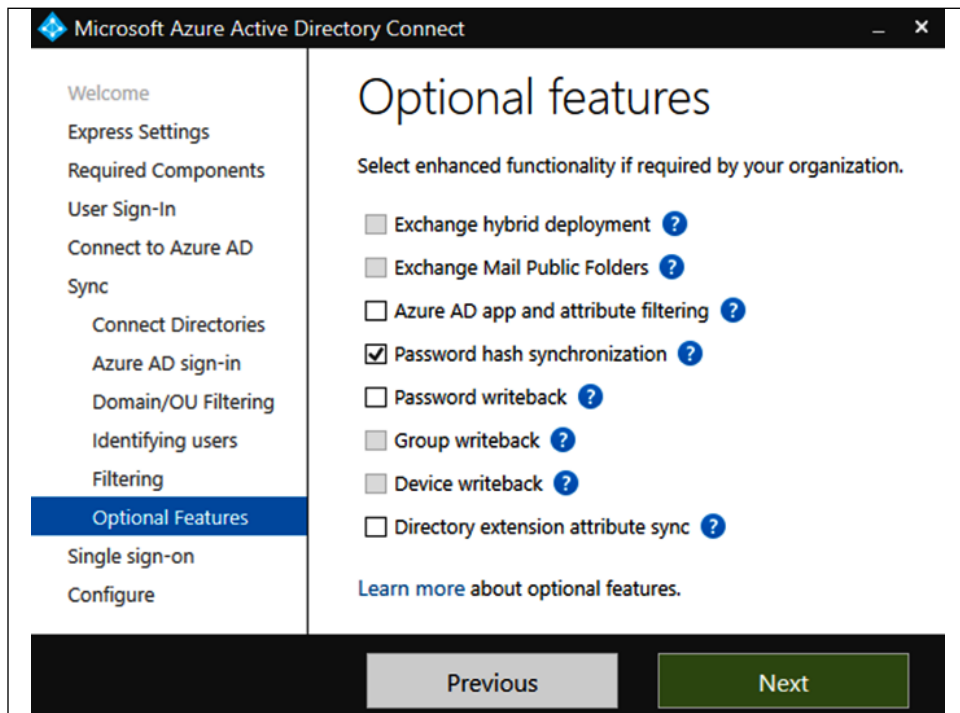 Microsoft Azure Active Directory Connect
Welcome
Express Settings
Required Components
User Sign-In
Connect to Azure AD
Sync
Connect Directories
Azure AD sign-in
Domain/OU Filtering
Identifying users
Filtering
Optional Features
Single sign-on
Configure
Optional features
Select enhanced functionality if required by your organization.
Exchange hybrid deployment ?
Exchange Mail Public Folders ?
Azure AD app and attribute filtering ?
Password hash synchronization ?
Password writeback ?
Group writeback ?
Device writeback ?
Directory extension attribute sync ?
Learn more about optional features.
Previous
Next